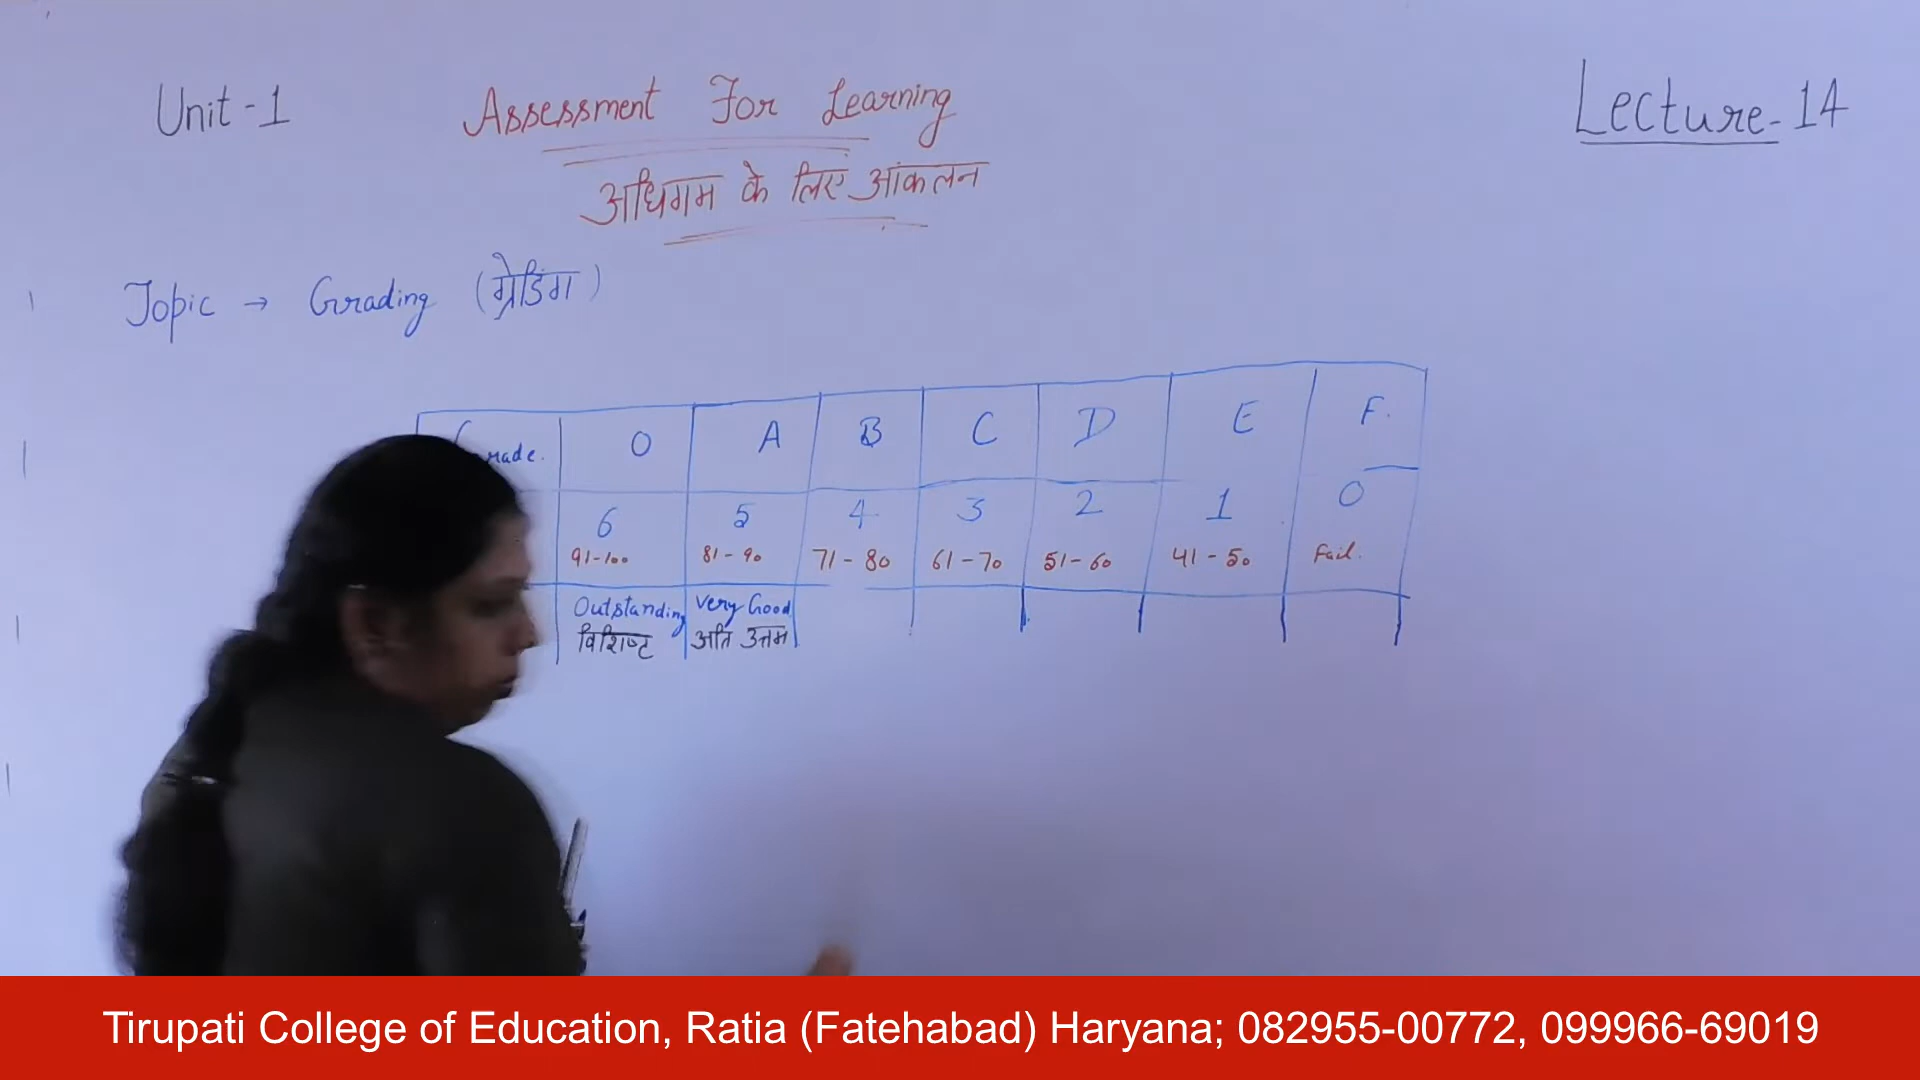 Unit-1 Assessment For Learning Lecture-14
अधिगम के लिए आंकलन
Topic → Grading (ग्रेडिंग)
Grade. O A B C D E F.
6 5 4 3 2 1 0
91-100 81-90 71-80 61-70 51-60 41-50 Fail.
Outstanding Very Good
विशिष्ट अति उत्तम
Tirupati College of Education, Ratia (Fatehabad) Haryana; 082955-00772, 099966-69019